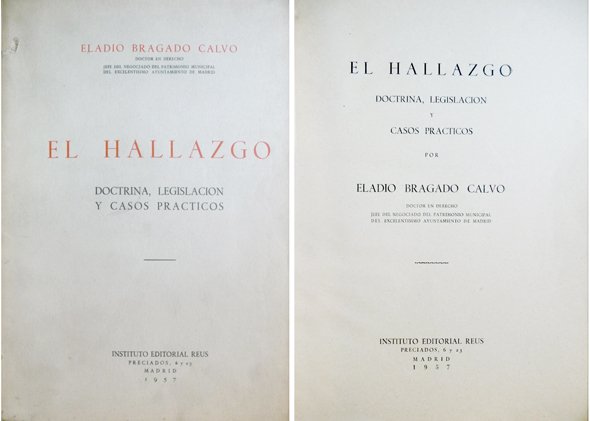 ELADIO BRAGADO CALVO
DOCTOR EN DERECHO
JEFE DEL NEGOCIADO DEL PATRIMONIO MUNICIPAL
DEL EXCELENTISIMO AYUNTAMIENTO DE MADRID
EL HALLAZGO
DOCTRINA, LEGISLACION
Y CASOS PRACTICOS
INSTITUTO EDITORIAL REUS
PRECIADOS, 6 y 23
MADRID
1957
EL HALLAZGO
DOCTRINA, LEGISLACION
Y
CASOS PRACTICOS
POR
ELADIO BRAGADO CALVO
DOCTOR EN DERECHO
JEFE DEL NEGOCIADO DEL PATRIMONIO MUNICIPAL
DEL EXCELENTISIMO AYUNTAMIENTO DE MADRID
INSTITUTO EDITORIAL REUS
PRECIADOS, 6 y 23
MADRID
1957